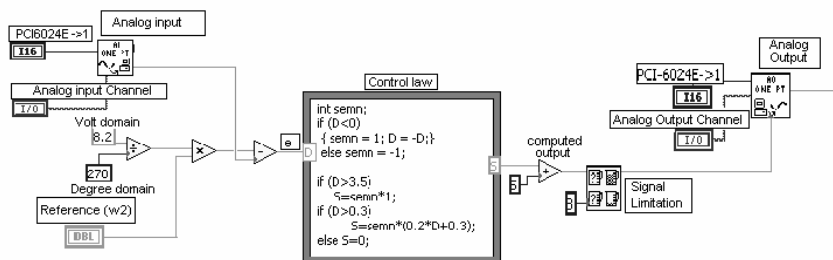 Analog input
PCI6024E ->1
I16
AI
ONE PT
Analog input Channel
I/O
Volt domain
8.2
÷
270
Degree domain
Reference (w2)
DBL
×
-
e
Control law
D
int semn;
if (D<0)
{ semn = 1; D = -D;}
else semn = -1;
if (D>3.5)
S=semn*1;
if (D>0.3)
S=semn*(0.2*D+0.3);
else S=0;
S
computed
output
+
5
Signal
Limitation
Analog
Output
PCI-6024E->1
I16
AO
ONE PT
Analog Output Channel
I/O